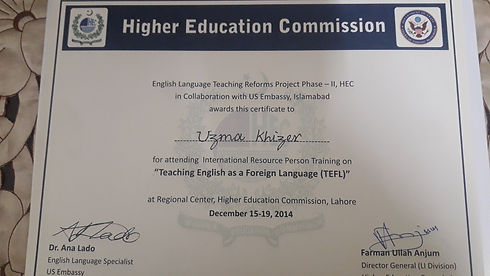 Higher Education Commission
English Language Teaching Reforms Project Phase – II, HEC
in Collaboration with US Embassy, Islamabad
awards this certificate to
Uzma Khizer
for attending International Resource Person Training on
"Teaching English as a Foreign Language (TEFL)"
at Regional Center, Higher Education Commission, Lahore
December 15-19, 2014
Dr. Ana Lado
English Language Specialist
US Embassy
Farman Ullah Anjum
Director General (LI Division)